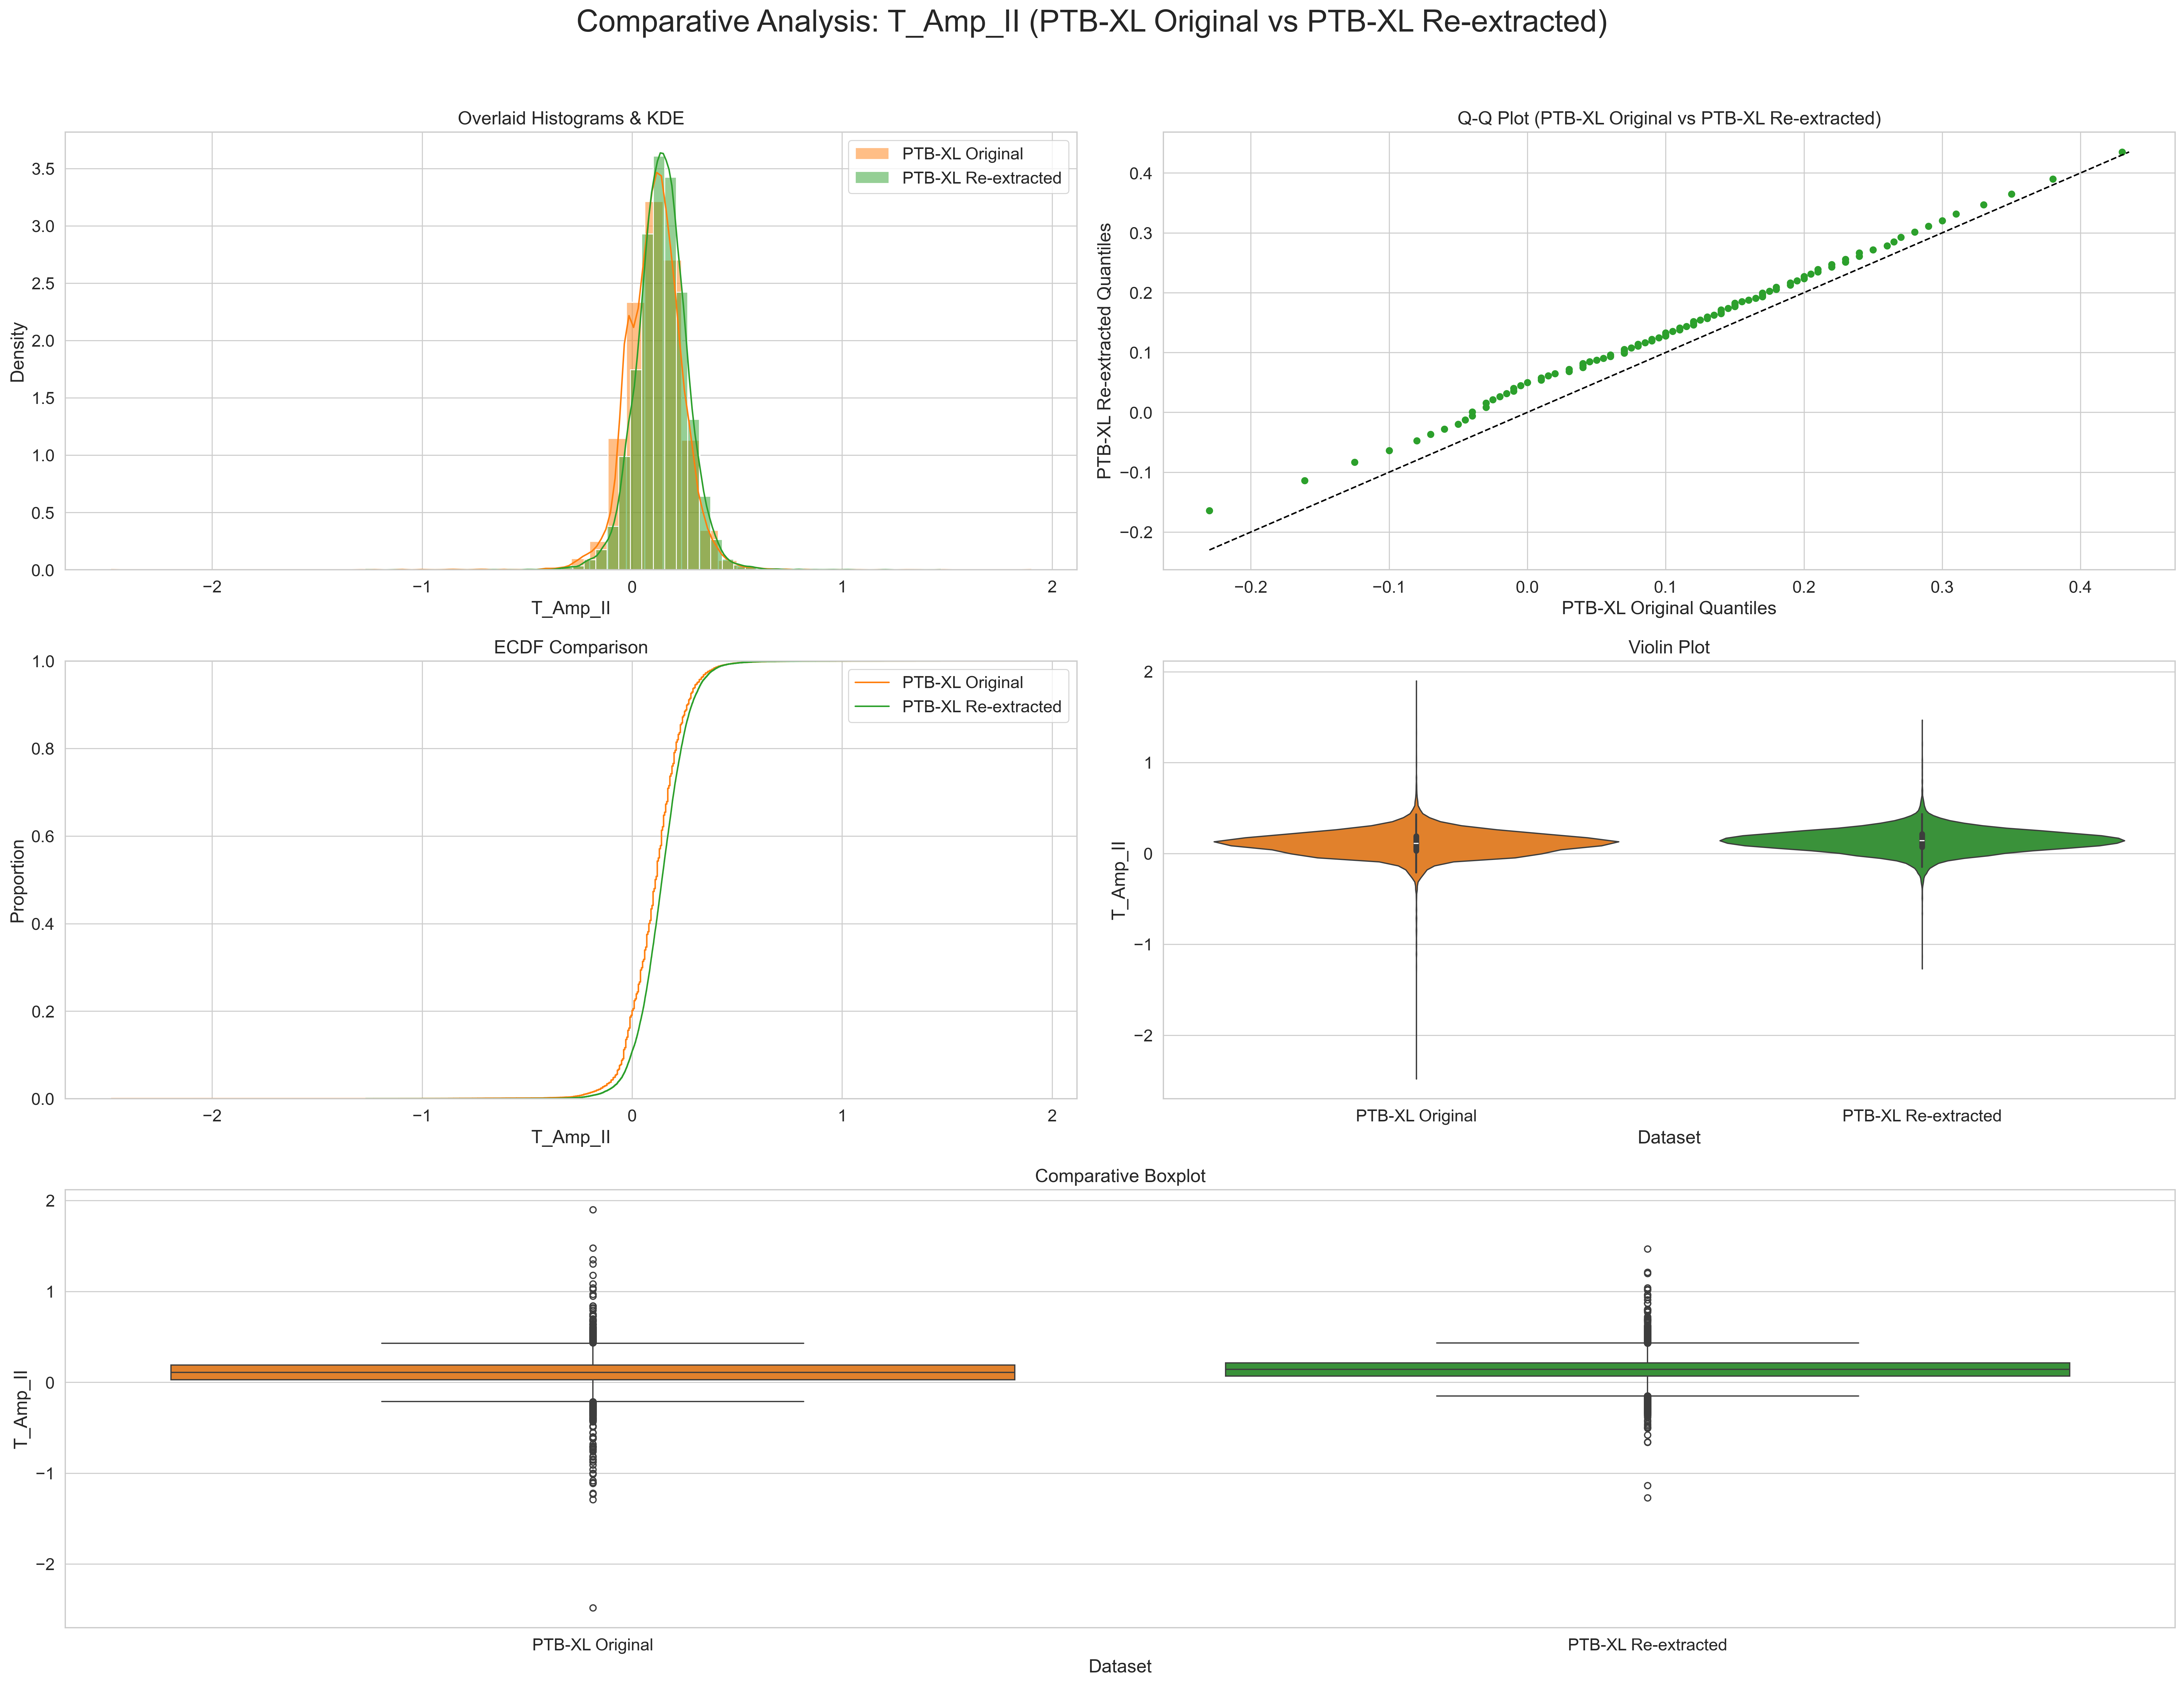 Comparative Analysis: T_Amp_II (PTB-XL Original vs PTB-XL Re-extracted)
Overlaid Histograms & KDE
PTB-XL Original
PTB-XL Re-extracted
Density
3.5
3.0
2.5
2.0
1.5
1.0
0.5
0.0
−2
−1
0
1
2
T_Amp_II
Q-Q Plot (PTB-XL Original vs PTB-XL Re-extracted)
PTB-XL Re-extracted Quantiles
0.4
0.3
0.2
0.1
0.0
−0.1
−0.2
−0.2
−0.1
0.0
0.1
0.2
0.3
0.4
PTB-XL Original Quantiles
ECDF Comparison
PTB-XL Original
PTB-XL Re-extracted
Proportion
1.0
0.8
0.6
0.4
0.2
0.0
−2
−1
0
1
2
T_Amp_II
Violin Plot
T_Amp_II
2
1
0
−1
−2
PTB-XL Original
PTB-XL Re-extracted
Dataset
Comparative Boxplot
T_Amp_II
2
1
0
−1
−2
PTB-XL Original
PTB-XL Re-extracted
Dataset